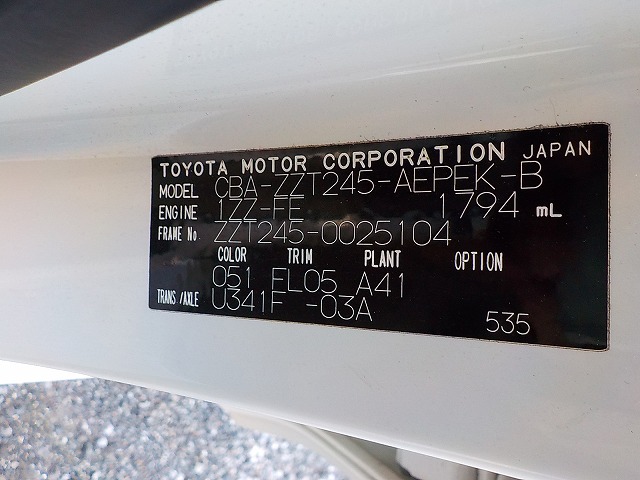 TOYOTA MOTOR CORPORATION JAPAN
MODEL CBA-ZZT245-AEPEK-B
ENGINE 1ZZ-FE 1794 mL
FRAME No. ZZT245-0025104
COLOR TRIM PLANT OPTION
051 FL05 A41
TRANS/AXLE U341F -03A
535